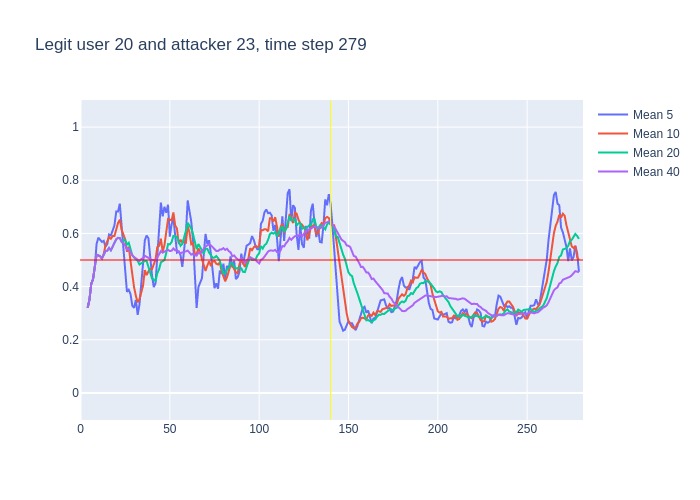 Legit user 20 and attacker 23, time step 279
Mean 5
Mean 10
Mean 20
Mean 40
1
0.8
0.6
0.4
0.2
0
0 50 100 150 200 250